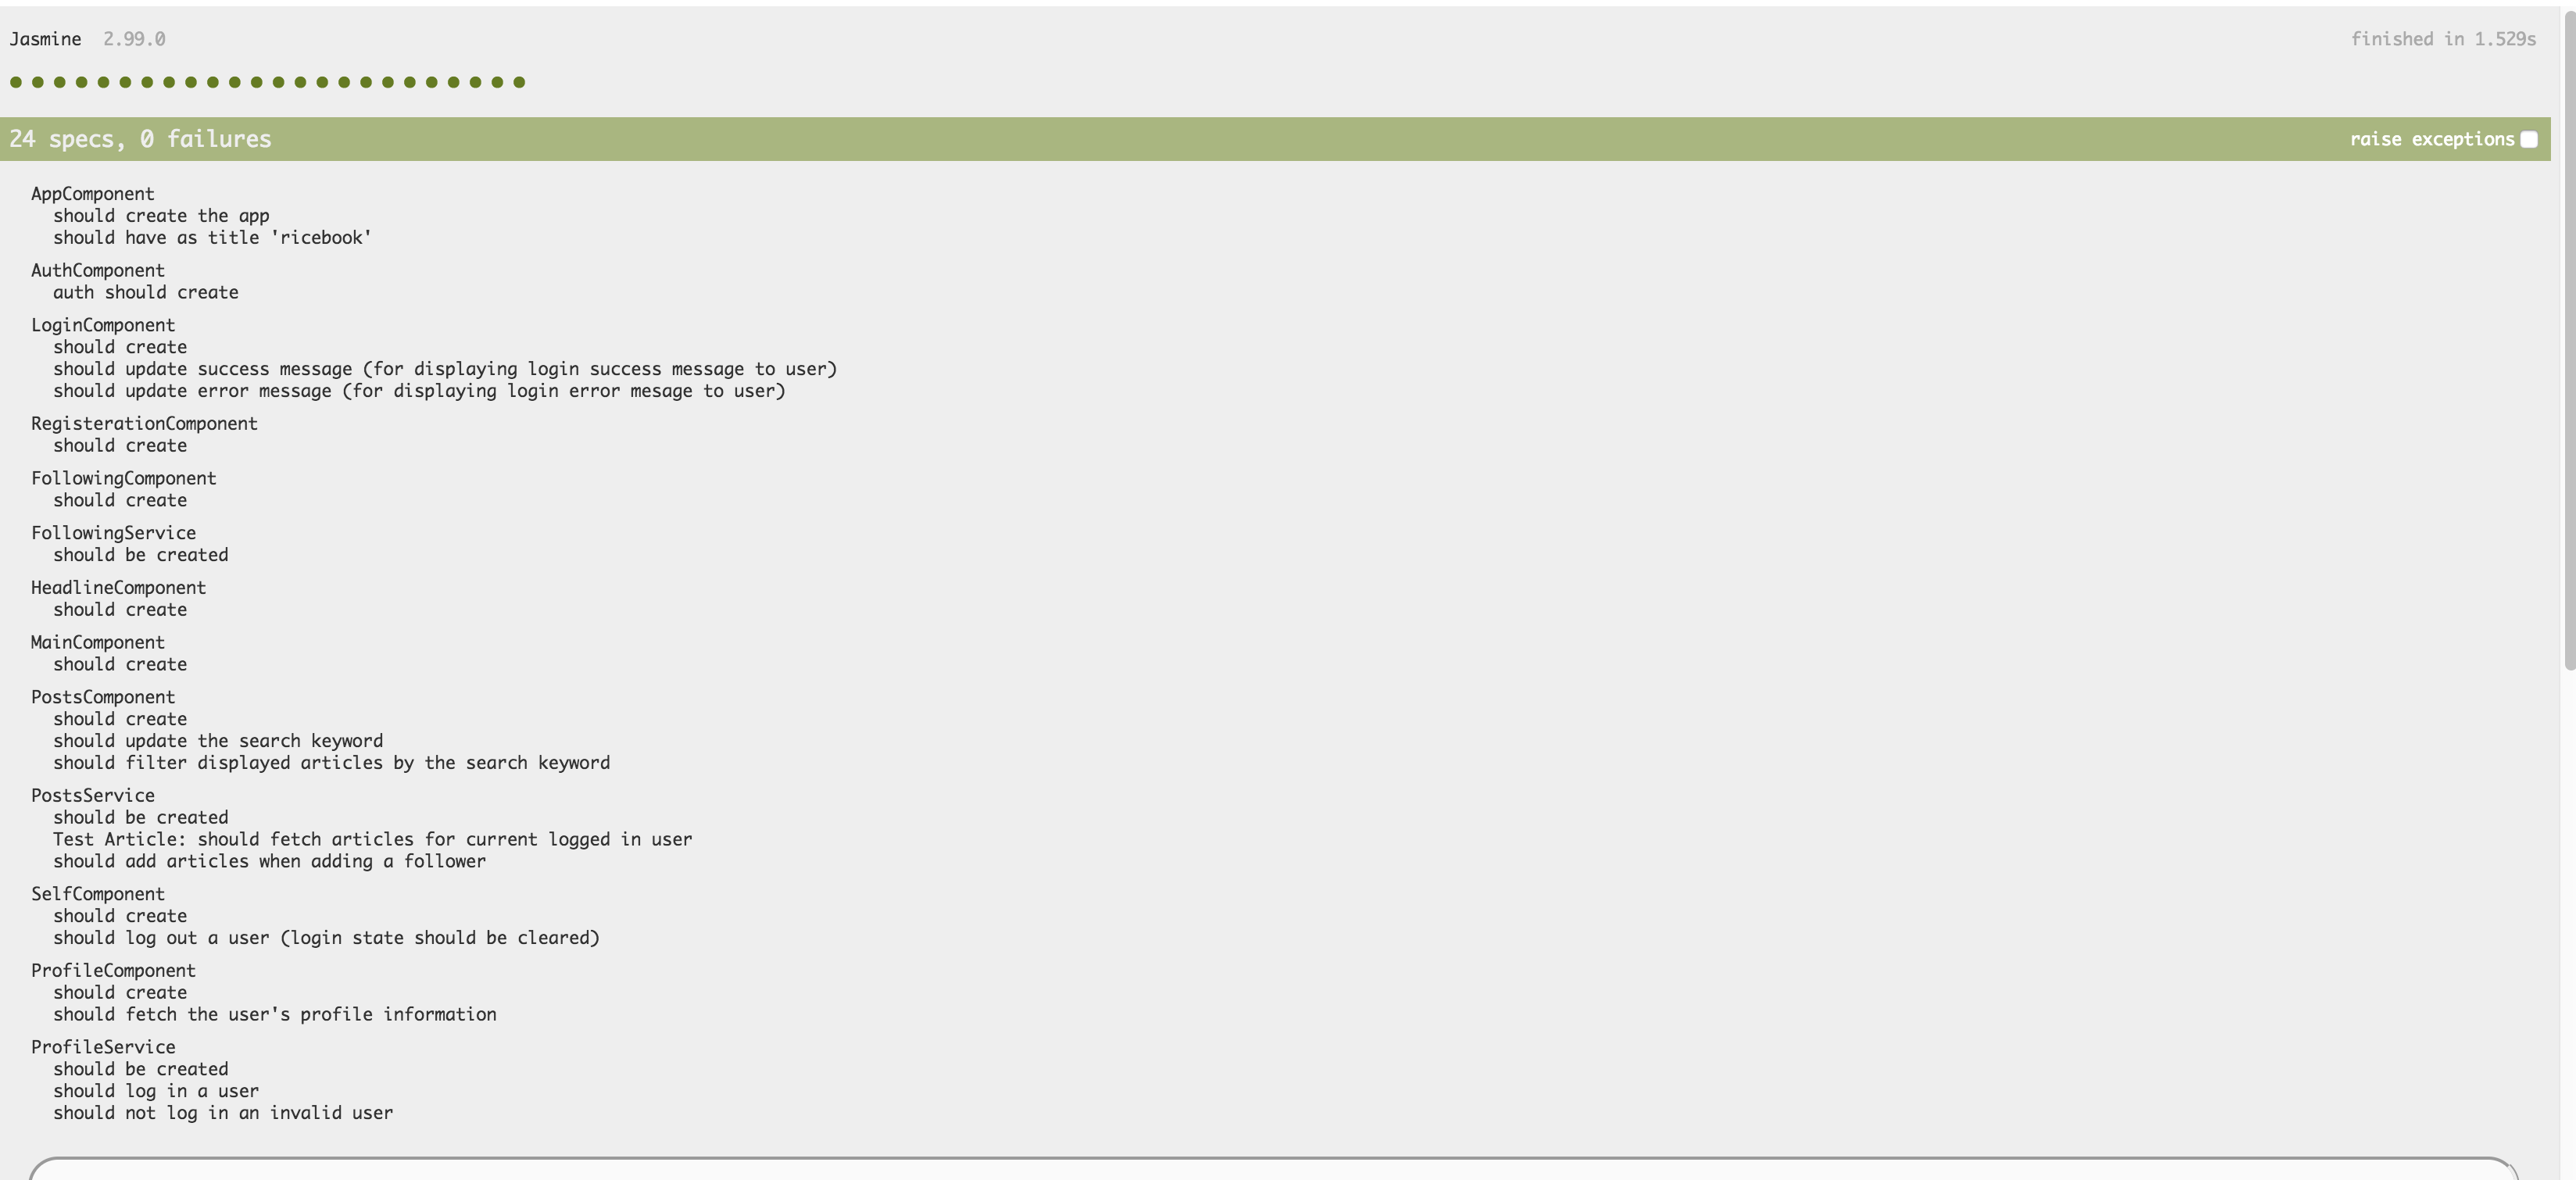 Jasmine 2.99.0
finished in 1.529s
24 specs, 0 failures
raise exceptions
AppComponent
should create the app
should have as title 'ricebook'
AuthComponent
auth should create
LoginComponent
should create
should update success message (for displaying login success message to user)
should update error message (for displaying login error mesage to user)
RegisterationComponent
should create
FollowingComponent
should create
FollowingService
should be created
HeadlineComponent
should create
MainComponent
should create
PostsComponent
should create
should update the search keyword
should filter displayed articles by the search keyword
PostsService
should be created
Test Article: should fetch articles for current logged in user
should add articles when adding a follower
SelfComponent
should create
should log out a user (login state should be cleared)
ProfileComponent
should create
should fetch the user's profile information
ProfileService
should be created
should log in a user
should not log in an invalid user